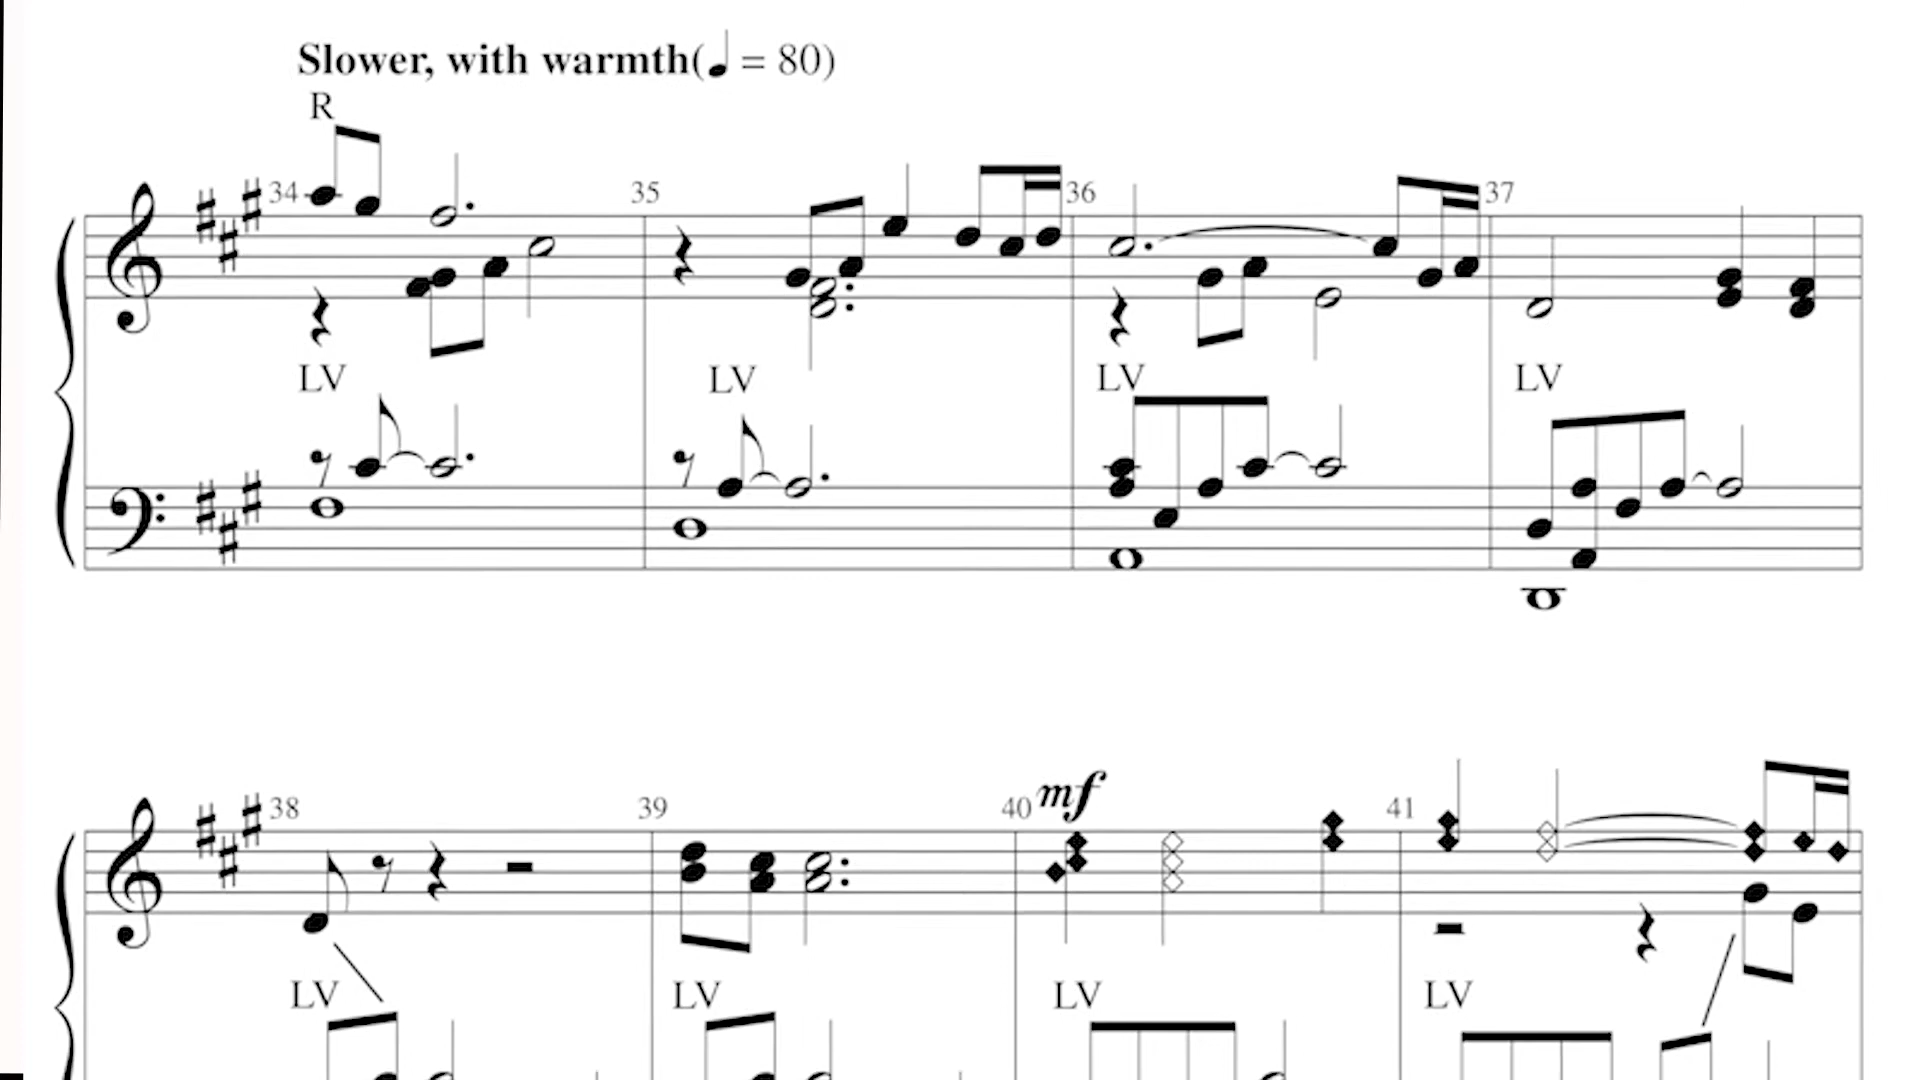 Slower, with warmth(♩ = 80)
R
34 35 36 37
LV LV LV LV
mf
38 39 40 41
LV LV LV LV